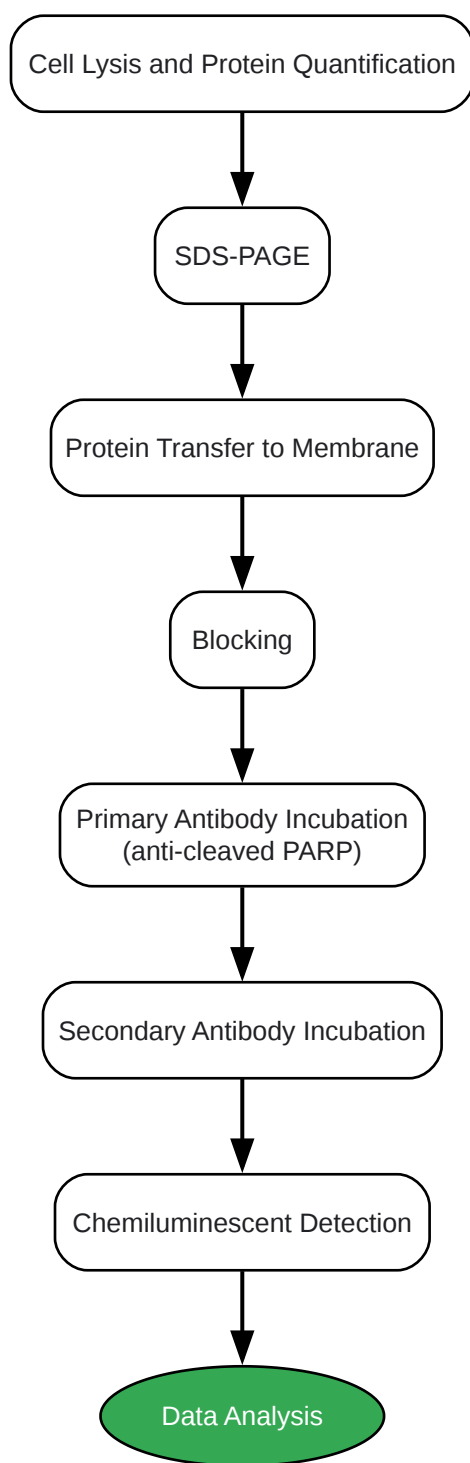 Cell Lysis and Protein Quantification
SDS-PAGE
Protein Transfer to Membrane
Blocking
Primary Antibody Incubation
(anti-cleaved PARP)
Secondary Antibody Incubation
Chemiluminescent Detection
Data Analysis